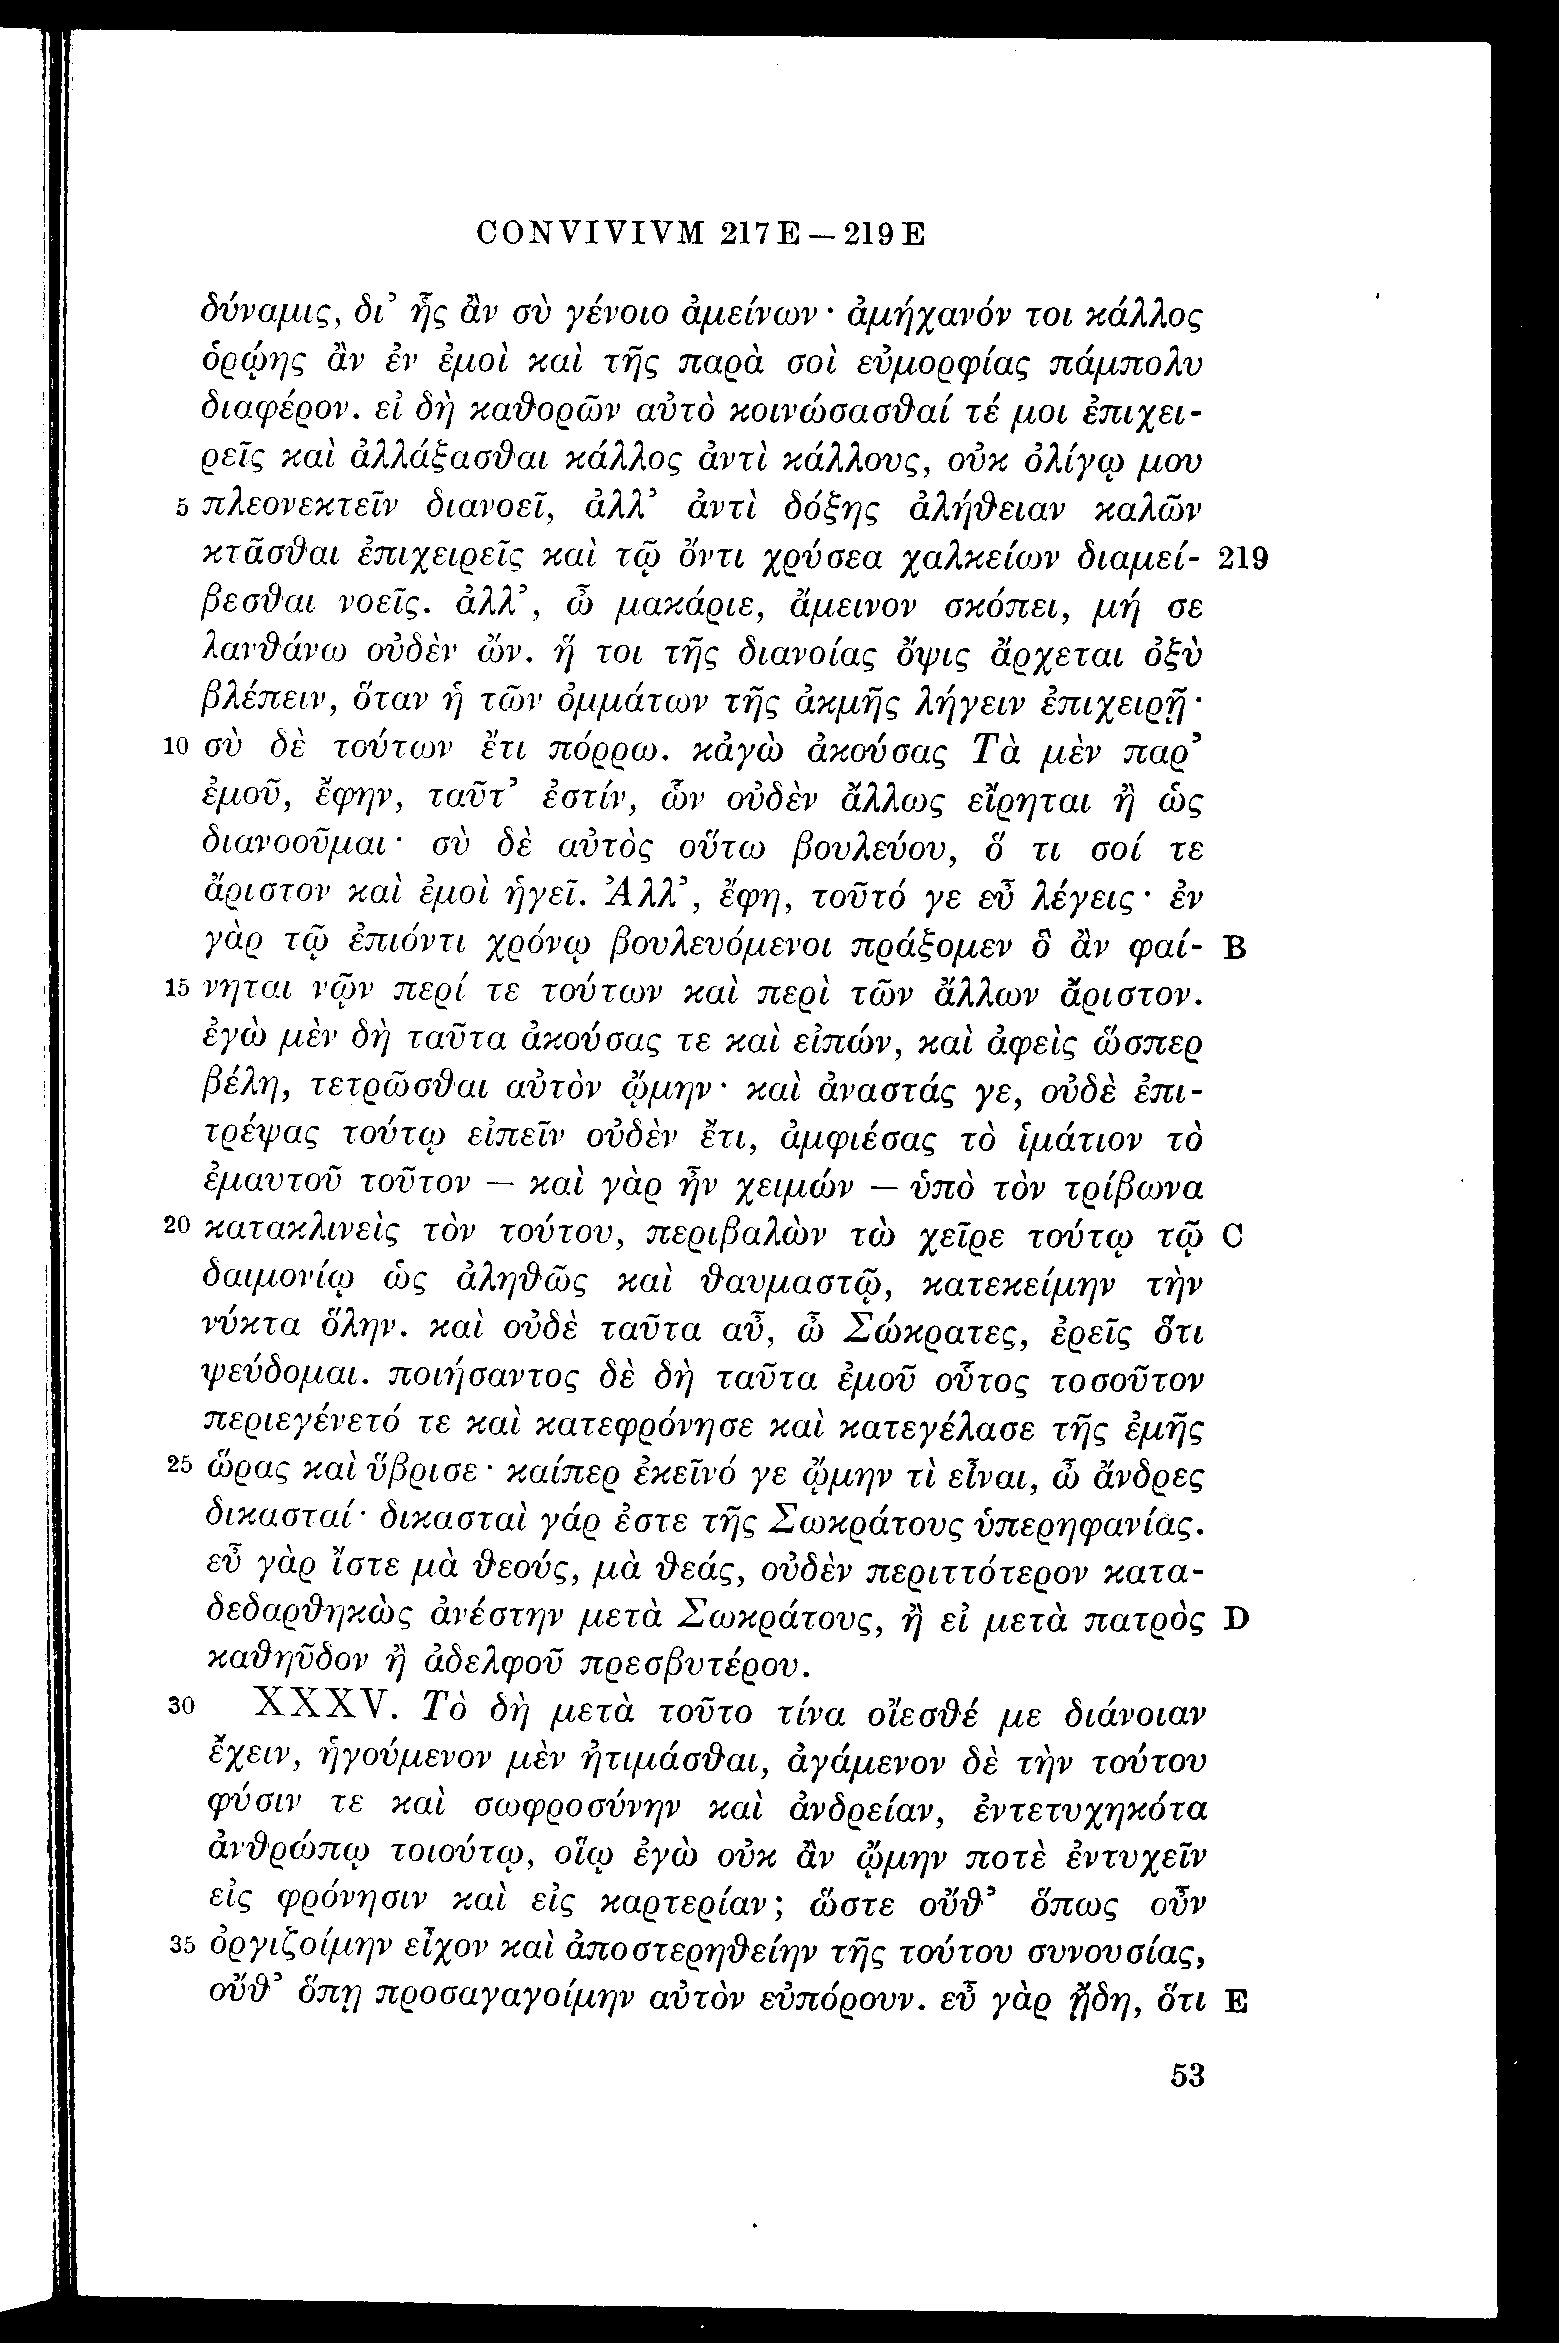 CONVIVIVM 217 E — 219 E
δύναμις, δι’ ἧς ἂν σὺ γένοιο ἀμείνων· ἀμήχανόν τοι κάλλος
ὁρῴης ἂν ἐν ἐμοὶ καὶ τῆς παρὰ σοὶ εὐμορφίας πάμπολυ
διαφέρον. εἰ δὴ καθορῶν αὐτὸ κοινώσασθαί τέ μοι ἐπιχει-
ρεῖς καὶ ἀλλάξασθαι κάλλος ἀντὶ κάλλους, οὐκ ὀλίγῳ μου
5 πλεονεκτεῖν διανοεῖ, ἀλλ’ ἀντὶ δόξης ἀλήθειαν καλῶν
κτᾶσθαι ἐπιχειρεῖς καὶ τῷ ὄντι χρύσεα χαλκείων διαμεί- 219
βεσθαι νοεῖς. ἀλλ’, ὦ μακάριε, ἄμεινον σκόπει, μή σε
λανθάνω οὐδὲν ὤν. ἥ τοι τῆς διανοίας ὄψις ἄρχεται ὀξὺ
βλέπειν, ὅταν ἡ τῶν ὀμμάτων τῆς ἀκμῆς λήγειν ἐπιχειρῇ·
10 σὺ δὲ τούτων ἔτι πόρρω. κἀγὼ ἀκούσας Τὰ μὲν παρ’
ἐμοῦ, ἔφην, ταῦτ’ ἐστίν, ὧν οὐδὲν ἄλλως εἴρηται ἢ ὡς
διανοοῦμαι· σὺ δὲ αὐτὸς οὕτω βουλεύου, ὅ τι σοί τε
ἄριστον καὶ ἐμοὶ ἡγεῖ. Ἀλλ’, ἔφη, τοῦτό γε εὖ λέγεις· ἐν
γὰρ τῷ ἐπιόντι χρόνῳ βουλευόμενοι πράξομεν ὃ ἂν φαί- B
15 νηται νῷν περί τε τούτων καὶ περὶ τῶν ἄλλων ἄριστον.
ἐγὼ μὲν δὴ ταῦτα ἀκούσας τε καὶ εἰπών, καὶ ἀφεὶς ὥσπερ
βέλη, τετρῶσθαι αὐτὸν ᾤμην· καὶ ἀναστάς γε, οὐδὲ ἐπι-
τρέψας τούτῳ εἰπεῖν οὐδὲν ἔτι, ἀμφιέσας τὸ ἱμάτιον τὸ
ἐμαυτοῦ τοῦτον — καὶ γὰρ ἦν χειμών — ὑπὸ τὸν τρίβωνα
20 κατακλινεὶς τὸν τούτου, περιβαλὼν τὼ χεῖρε τούτῳ τῷ C
δαιμονίῳ ὡς ἀληθῶς καὶ θαυμαστῷ, κατεκείμην τὴν
νύκτα ὅλην. καὶ οὐδὲ ταῦτα αὖ, ὦ Σώκρατες, ἐρεῖς ὅτι
ψεύδομαι. ποιήσαντος δὲ δὴ ταῦτα ἐμοῦ οὗτος τοσοῦτον
περιεγένετό τε καὶ κατεφρόνησε καὶ κατεγέλασε τῆς ἐμῆς
25 ὥρας καὶ ὕβρισε· καίπερ ἐκεῖνό γε ᾤμην τὶ εἶναι, ὦ ἄνδρες
δικασταί· δικασταὶ γάρ ἐστε τῆς Σωκράτους ὑπερηφανίας.
εὖ γὰρ ἴστε μὰ θεούς, μὰ θεάς, οὐδὲν περιττότερον κατα-
δεδαρθηκὼς ἀνέστην μετὰ Σωκράτους, ἢ εἰ μετὰ πατρὸς D
καθηῦδον ἢ ἀδελφοῦ πρεσβυτέρου.
30 XXXV. Τὸ δὴ μετὰ τοῦτο τίνα οἴεσθέ με διάνοιαν
ἔχειν, ἡγούμενον μὲν ἠτιμάσθαι, ἀγάμενον δὲ τὴν τούτου
φύσιν τε καὶ σωφροσύνην καὶ ἀνδρείαν, ἐντετυχηκότα
ἀνθρώπῳ τοιούτῳ, οἵῳ ἐγὼ οὐκ ἂν ᾤμην ποτὲ ἐντυχεῖν
εἰς φρόνησιν καὶ εἰς καρτερίαν; ὥστε οὔθ’ ὅπως οὖν
35 ὀργιζοίμην εἶχον καὶ ἀποστερηθείην τῆς τούτου συνουσίας,
οὔθ’ ὅπῃ προσαγαγοίμην αὐτὸν εὐπόρουν. εὖ γὰρ ᾔδη, ὅτι E
53